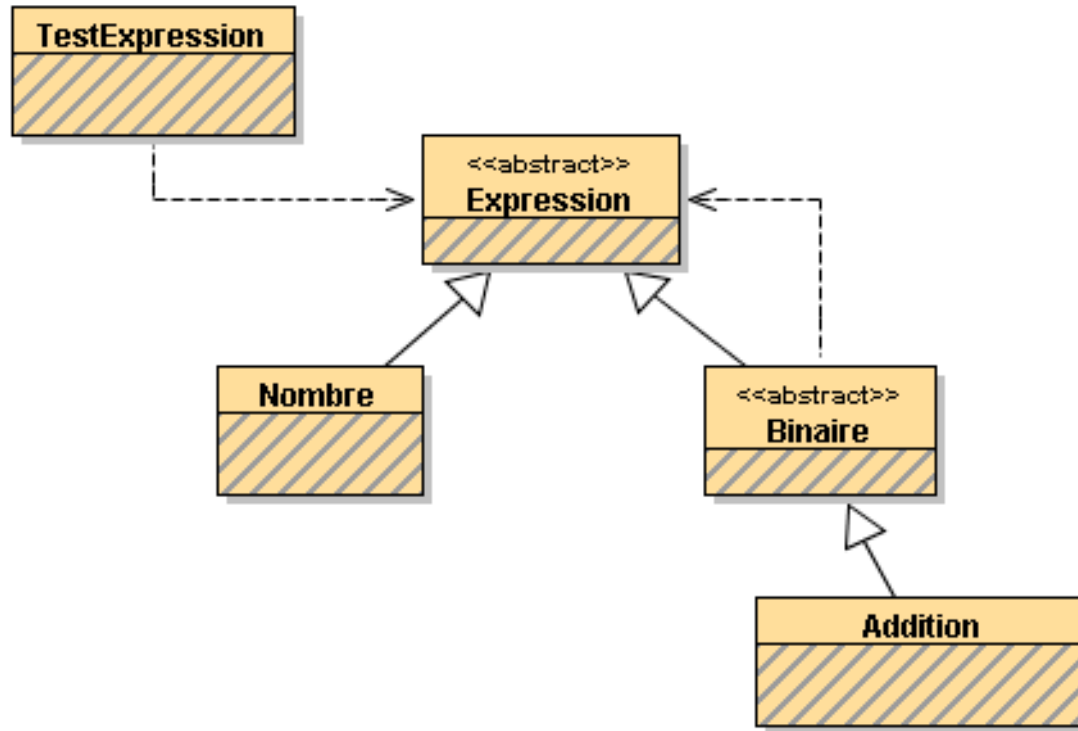 TestExpression
<<abstract>>
Expression
Nombre
<<abstract>>
Binaire
Addition